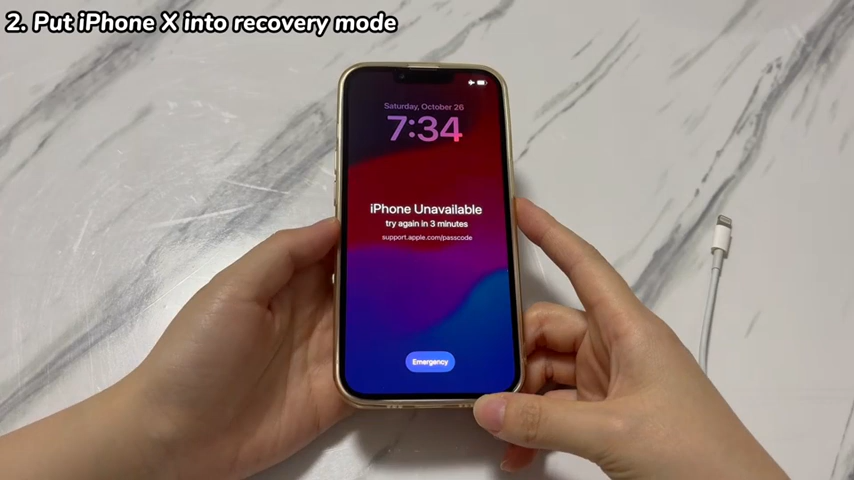 2. Put iPhone X into recovery mode
Saturday, October 26
7:34
iPhone Unavailable
try again in 3 minutes
support.apple.com/passcode
Emergency